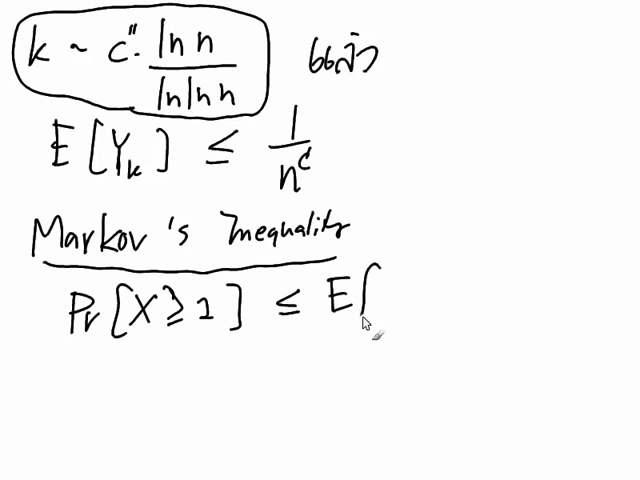 k ~ c"· ln n / ln ln n แล้ว
E[Y_k] ≤ 1/n^c'
Markov's Inequality
Pr[X ≥ 1] ≤ E[